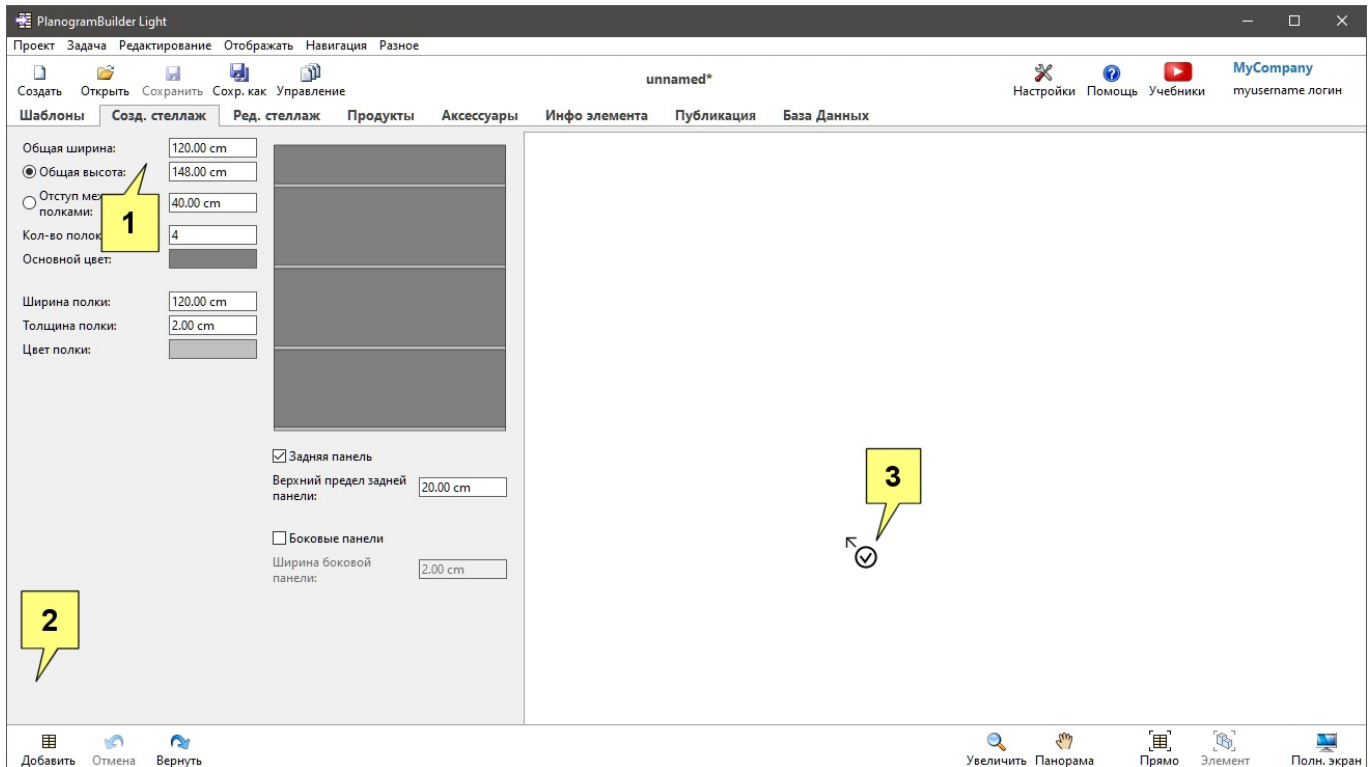 PlanogramBuilder Light
Проект Задача Редактирование Отображать Навигация Разное
Создать Открыть Сохранить Сохр. как Управление
unnamed*
Настройки Помощь Учебники
MyCompany
myusername логин
Шаблоны Созд. стеллаж Ред. стеллаж Продукты Аксессуары Инфо элемента Публикация База Данных
Общая ширина: 120.00 cm
Общая высота: 148.00 cm
Отступ
полками: 40.00 cm
1
Кол-во полок 4
Основной цвет:
Ширина полки: 120.00 cm
Толщина полки: 2.00 cm
Цвет полки:
Задняя панель
Верхний предел задней
панели: 20.00 cm
Боковые панели
Ширина боковой
панели: 2.00 cm
2
3
Добавить Отмена Вернуть
Увеличить Панорама Прямо Элемент Полн. экран